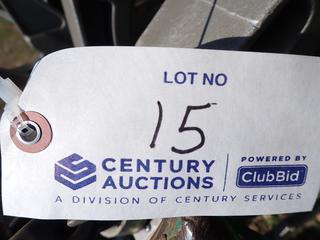 LOT NO
15
CENTURY AUCTIONS
POWERED BY
ClubBid
A DIVISION OF CENTURY SERVICES